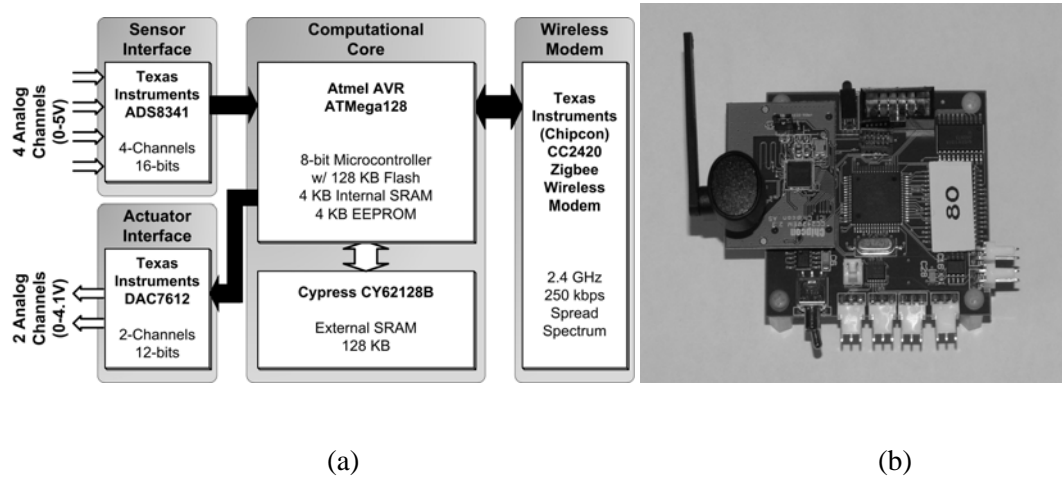 Sensor
Interface
4 Analog
Channels
(0-5V)
Texas
Instruments
ADS8341
4-Channels
16-bits
Actuator
Interface
2 Analog
Channels
(0-4.1V)
Texas
Instruments
DAC7612
2-Channels
12-bits
Computational
Core
Atmel AVR
ATMega128
8-bit Microcontroller
w/ 128 KB Flash
4 KB Internal SRAM
4 KB EEPROM
Cypress CY62128B
External SRAM
128 KB
Wireless
Modem
Texas
Instruments
(Chipcon)
CC2420
Zigbee
Wireless
Modem
2.4 GHz
250 kbps
Spread
Spectrum
Chipcon
80
(a)
(b)